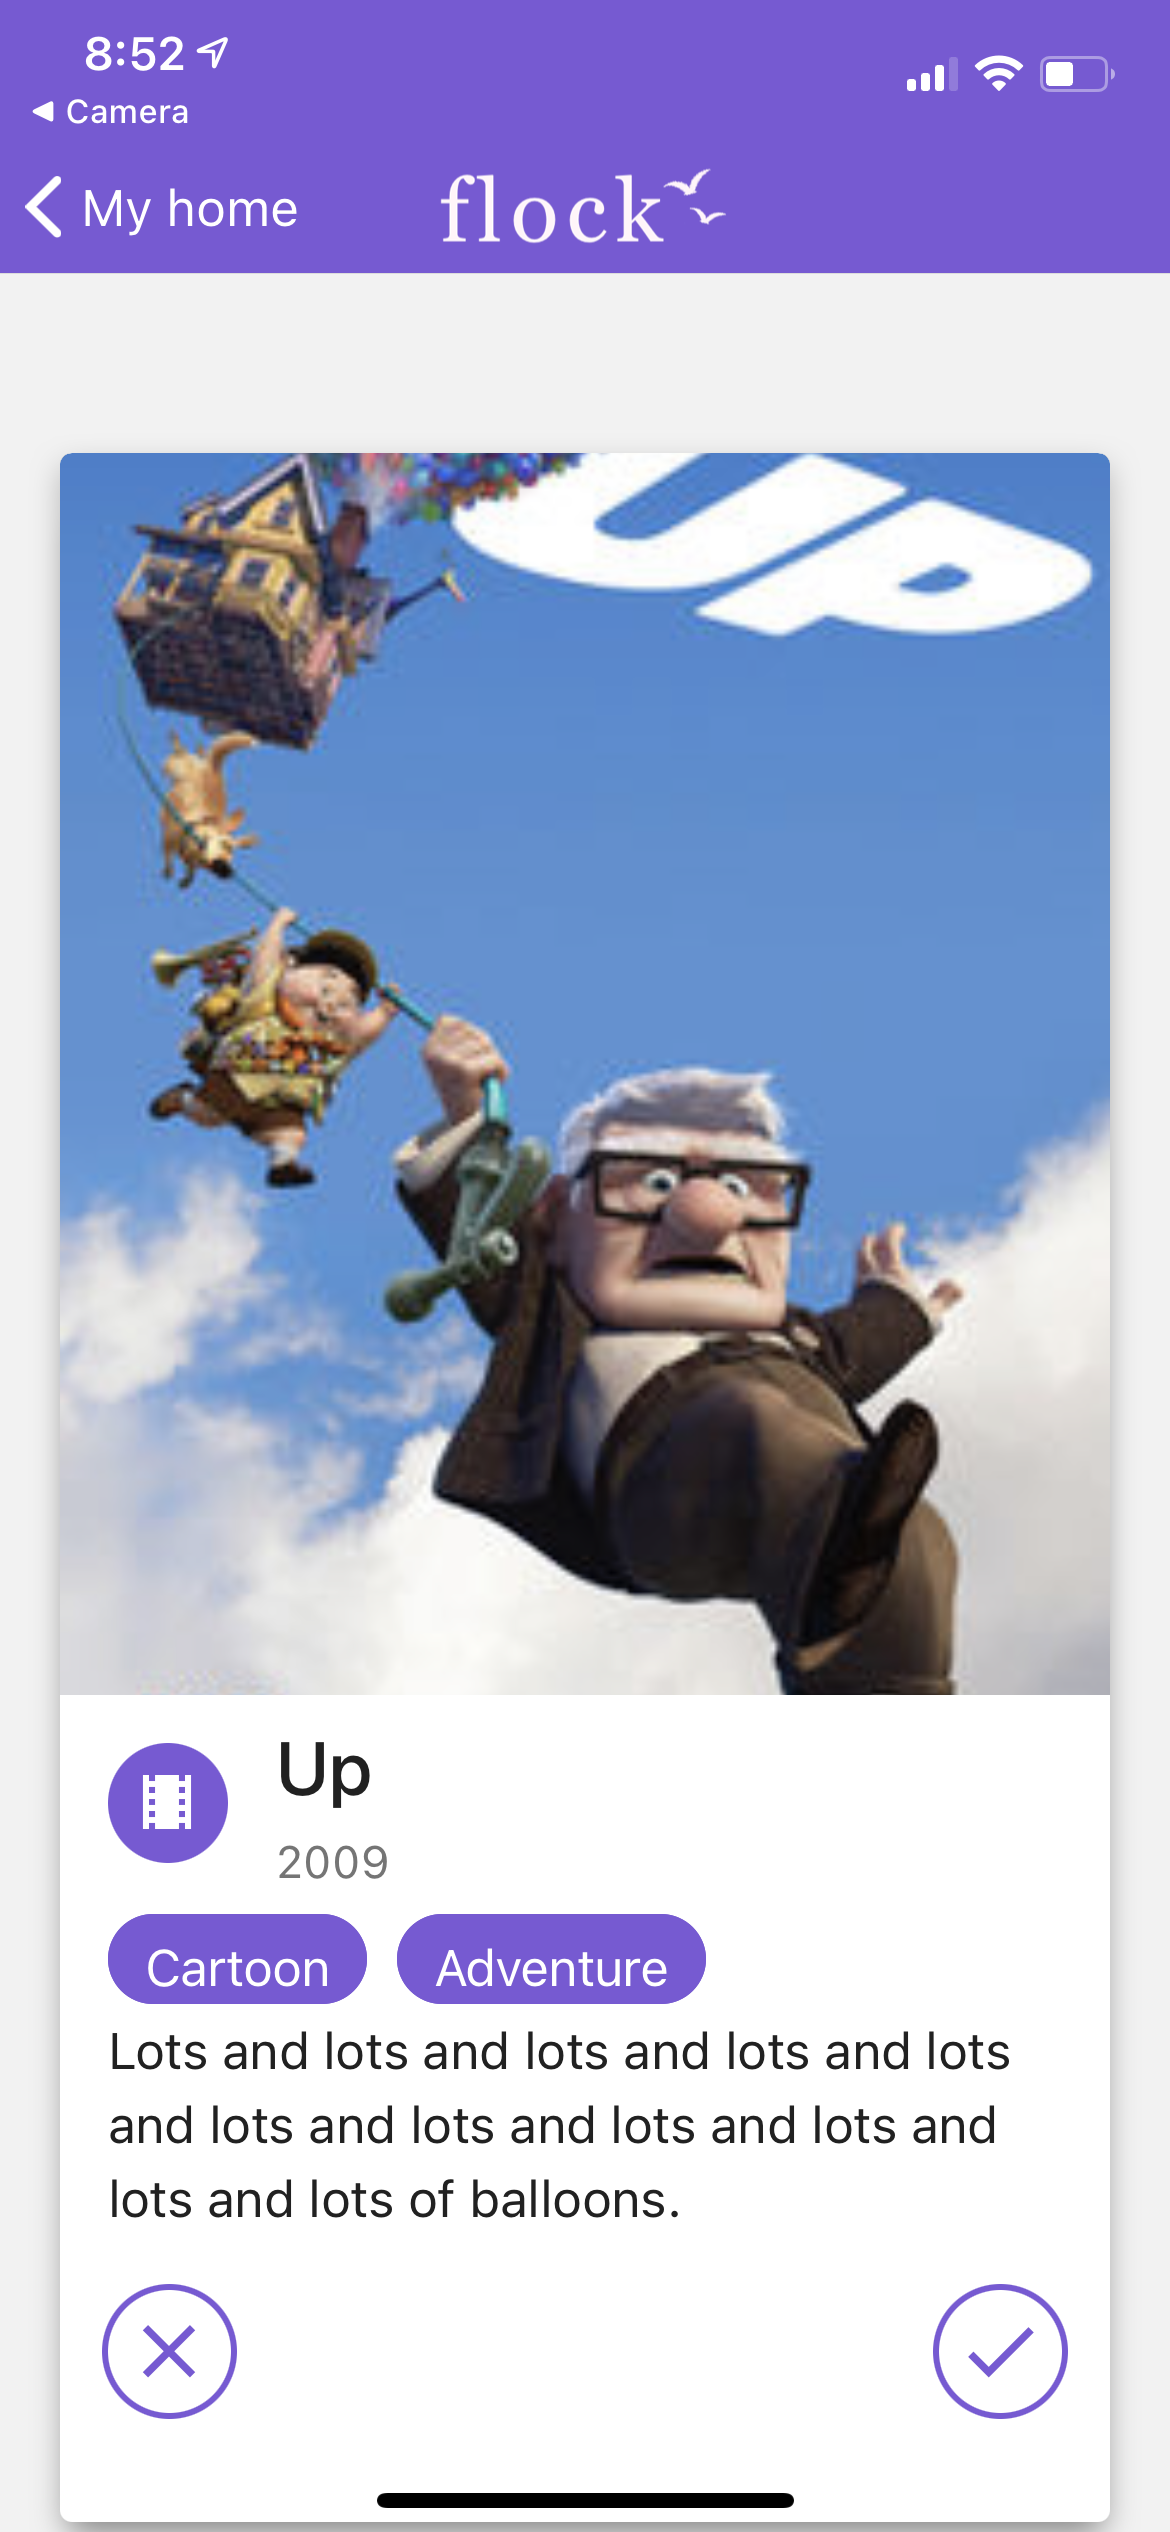 8:52
Camera
My home
flock
UP
Up
2009
Cartoon
Adventure
Lots and lots and lots and lots and lots
and lots and lots and lots and lots and
lots and lots of balloons.